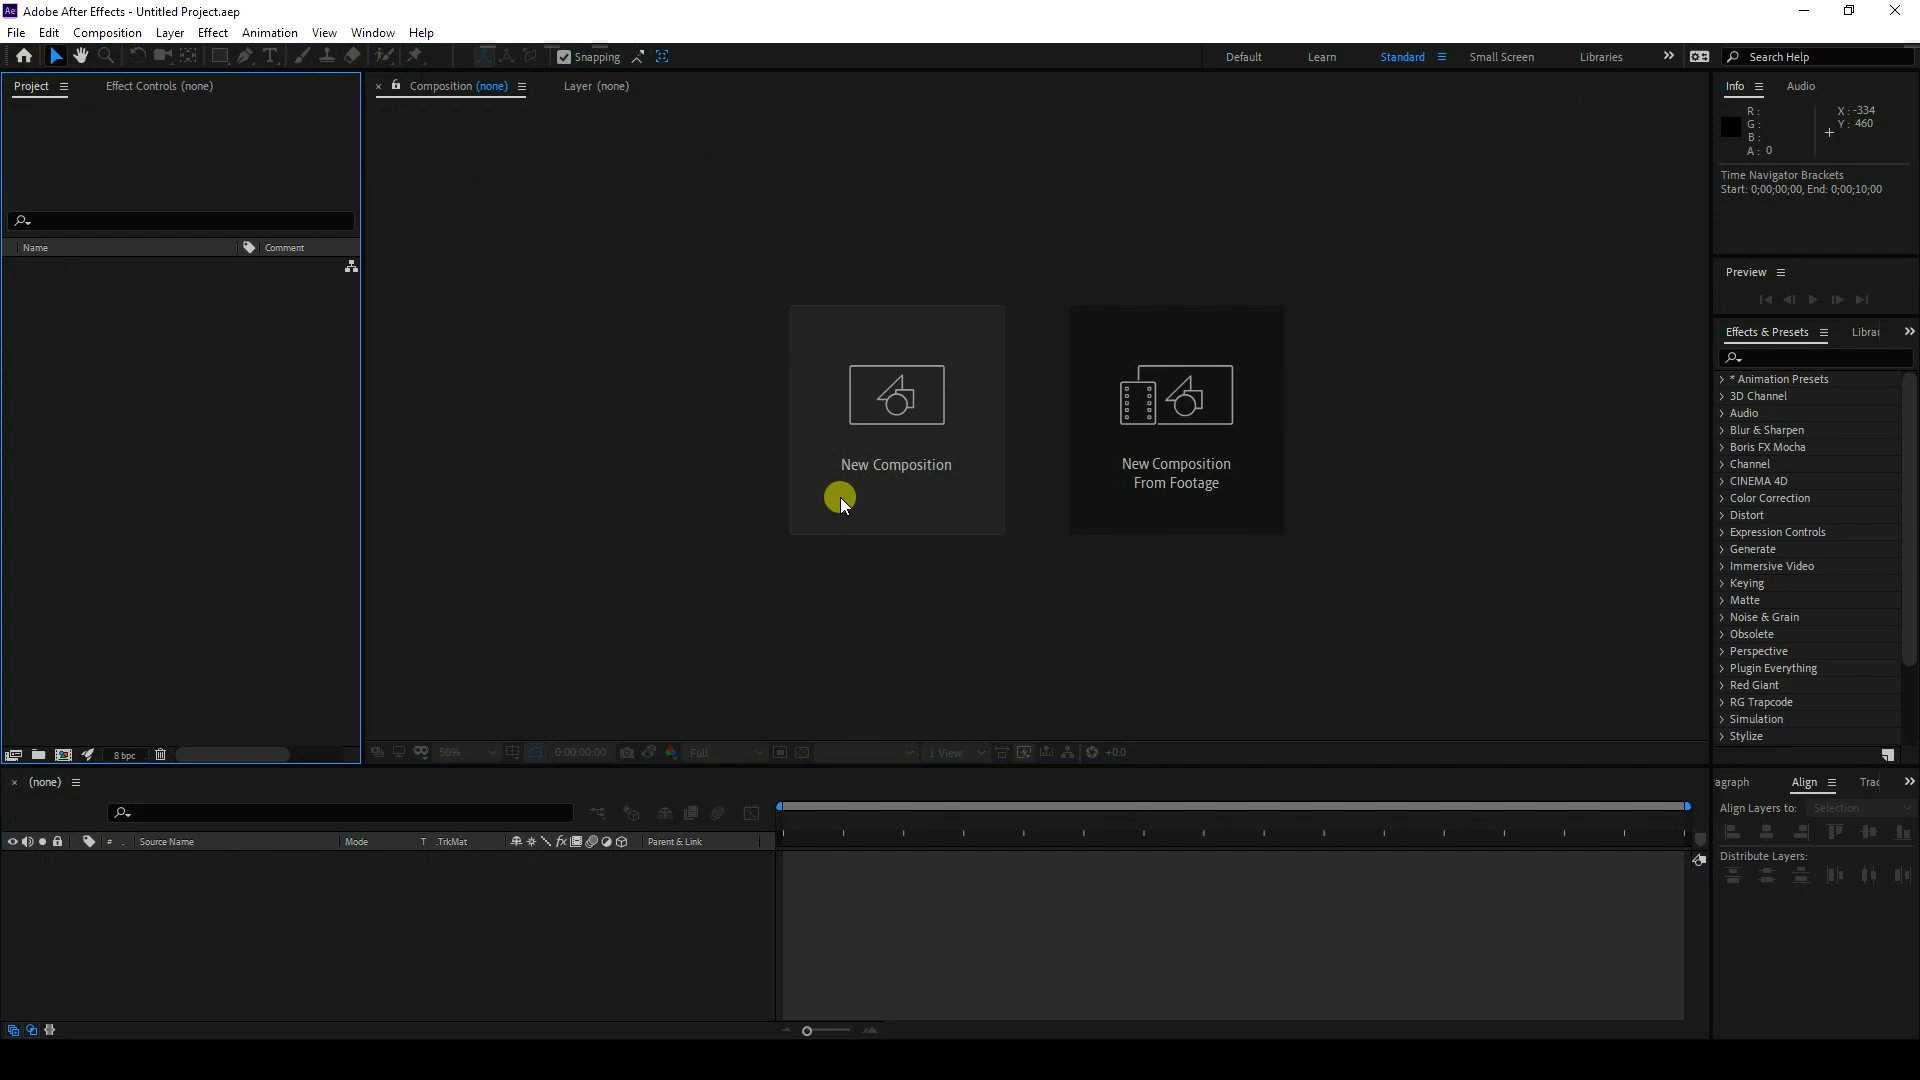 Ae Adobe After Effects - Untitled Project.aep
File Edit Composition Layer Effect Animation View Window Help
Snapping Default Learn Standard Small Screen Libraries Search Help
Project Effect Controls (none)
Composition (none) Layer (none)
Info Audio
R :
G :
B :
A : 0
X : -334
Y : 460
Time Navigator Brackets
Start: 0;00;00;00, End: 0;00;10;00
Name Comment
Preview
New Composition
New Composition
From Footage
Effects & Presets
* Animation Presets
3D Channel
Audio
Blur & Sharpen
Boris FX Mocha
Channel
CINEMA 4D
Color Correction
Distort
Expression Controls
Generate
Immersive Video
Keying
Matte
Noise & Grain
Obsolete
Perspective
Plugin Everything
Red Giant
RG Trapcode
Simulation
Stylize
8 bpc
50% 0:00:00:00 Full 1 View +0.0
(none)
# . Source Name Mode T .TrkMat fx Parent & Link
Align
Align Layers to: Selection
Distribute Layers: